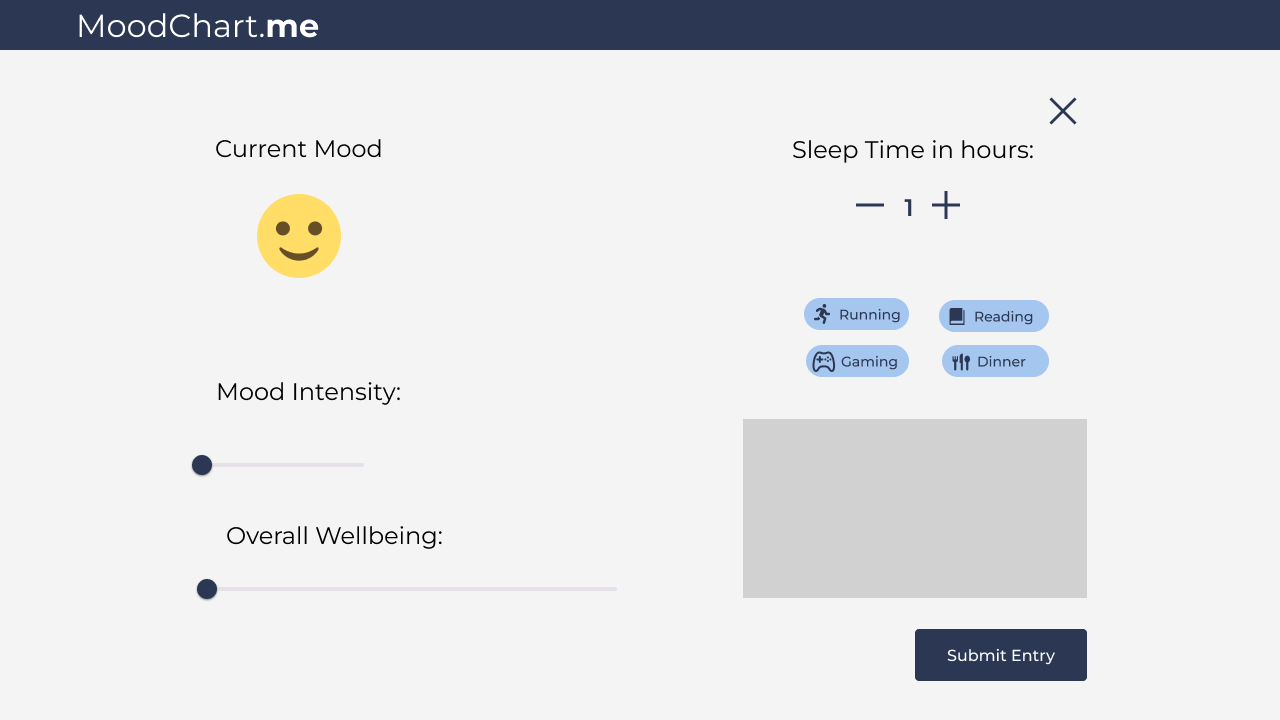 MoodChart.me
Current Mood
Sleep Time in hours:
1
Running
Reading
Gaming
Dinner
Mood Intensity:
Overall Wellbeing:
Submit Entry